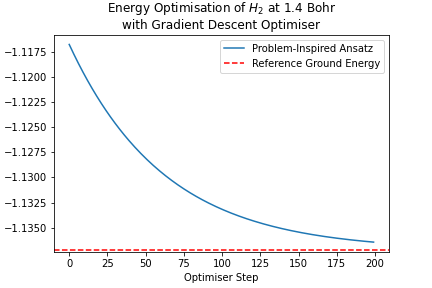 Energy Optimisation of H₂ at 1.4 Bohr
with Gradient Descent Optimiser
Problem-Inspired Ansatz
Reference Ground Energy
−1.1175
−1.1200
−1.1225
−1.1250
−1.1275
−1.1300
−1.1325
−1.1350
0 25 50 75 100 125 150 175 200
Optimiser Step